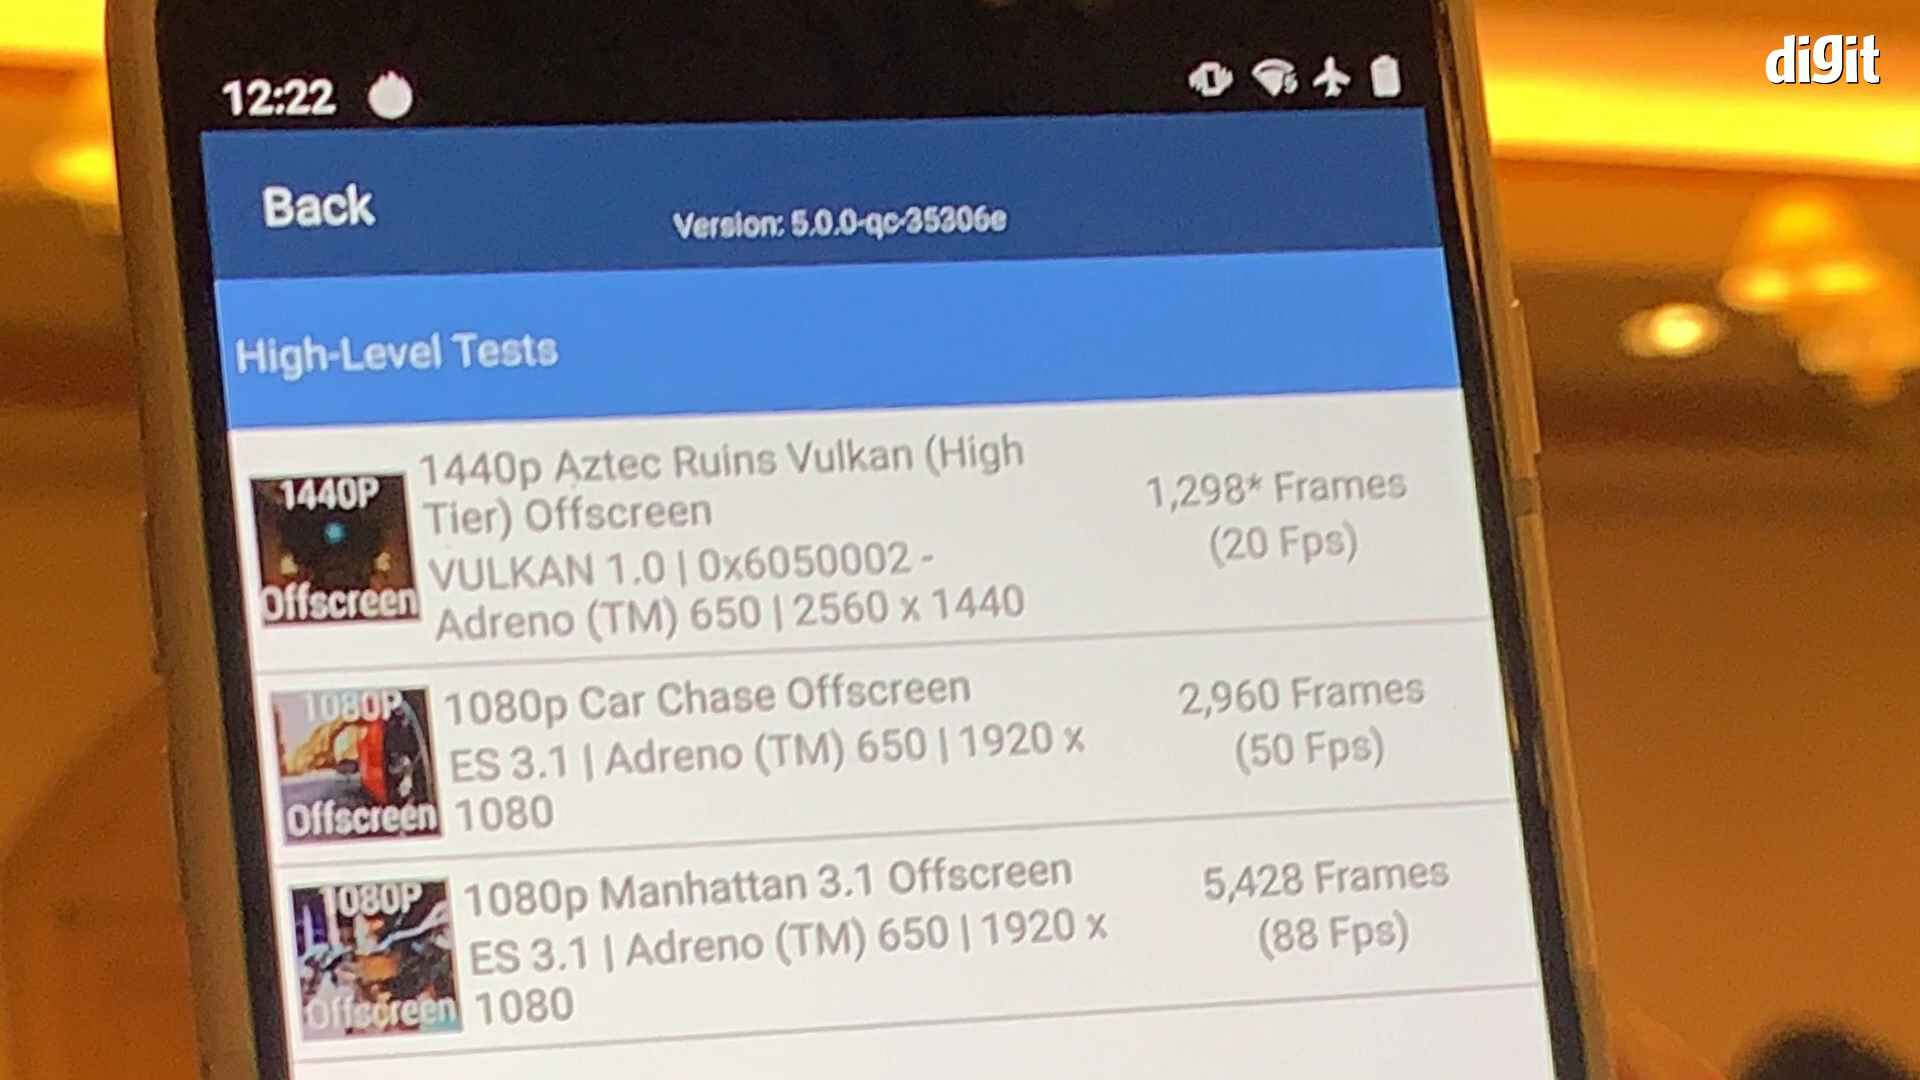 digit
12:22
Back
Version: 5.0.0-qc-35306e
High-Level Tests
1440P
Offscreen
1440p Aztec Ruins Vulkan (High
Tier) Offscreen
VULKAN 1.0 | 0x6050002 -
Adreno (TM) 650 | 2560 x 1440
1,298* Frames
(20 Fps)
1080P
Offscreen
1080p Car Chase Offscreen
ES 3.1 | Adreno (TM) 650 | 1920 x
1080
2,960 Frames
(50 Fps)
1080P
Offscreen
1080p Manhattan 3.1 Offscreen
ES 3.1 | Adreno (TM) 650 | 1920 x
1080
5,428 Frames
(88 Fps)